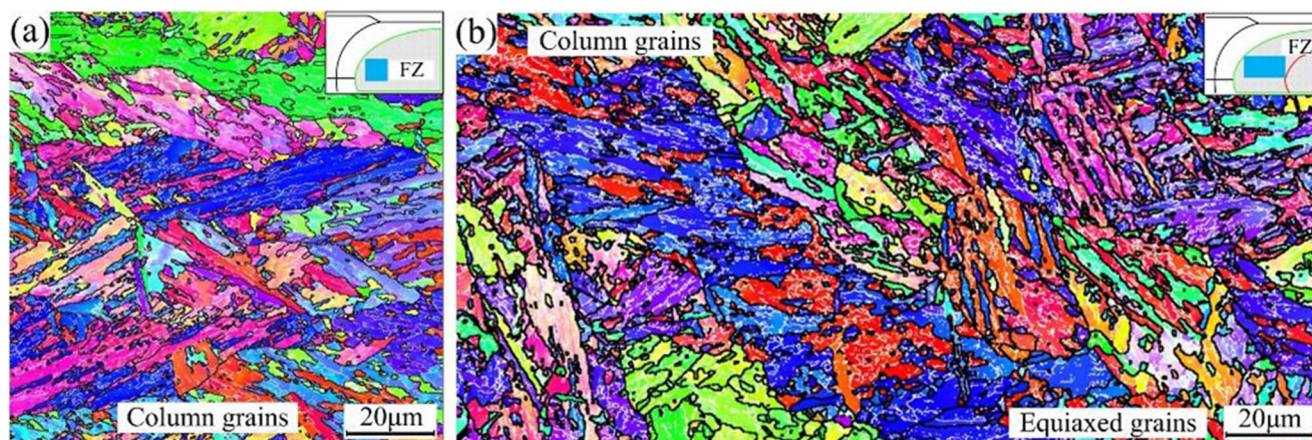 (a)
FZ
Column grains
20μm
(b)
Column grains
FZ
Equiaxed grains
20μm